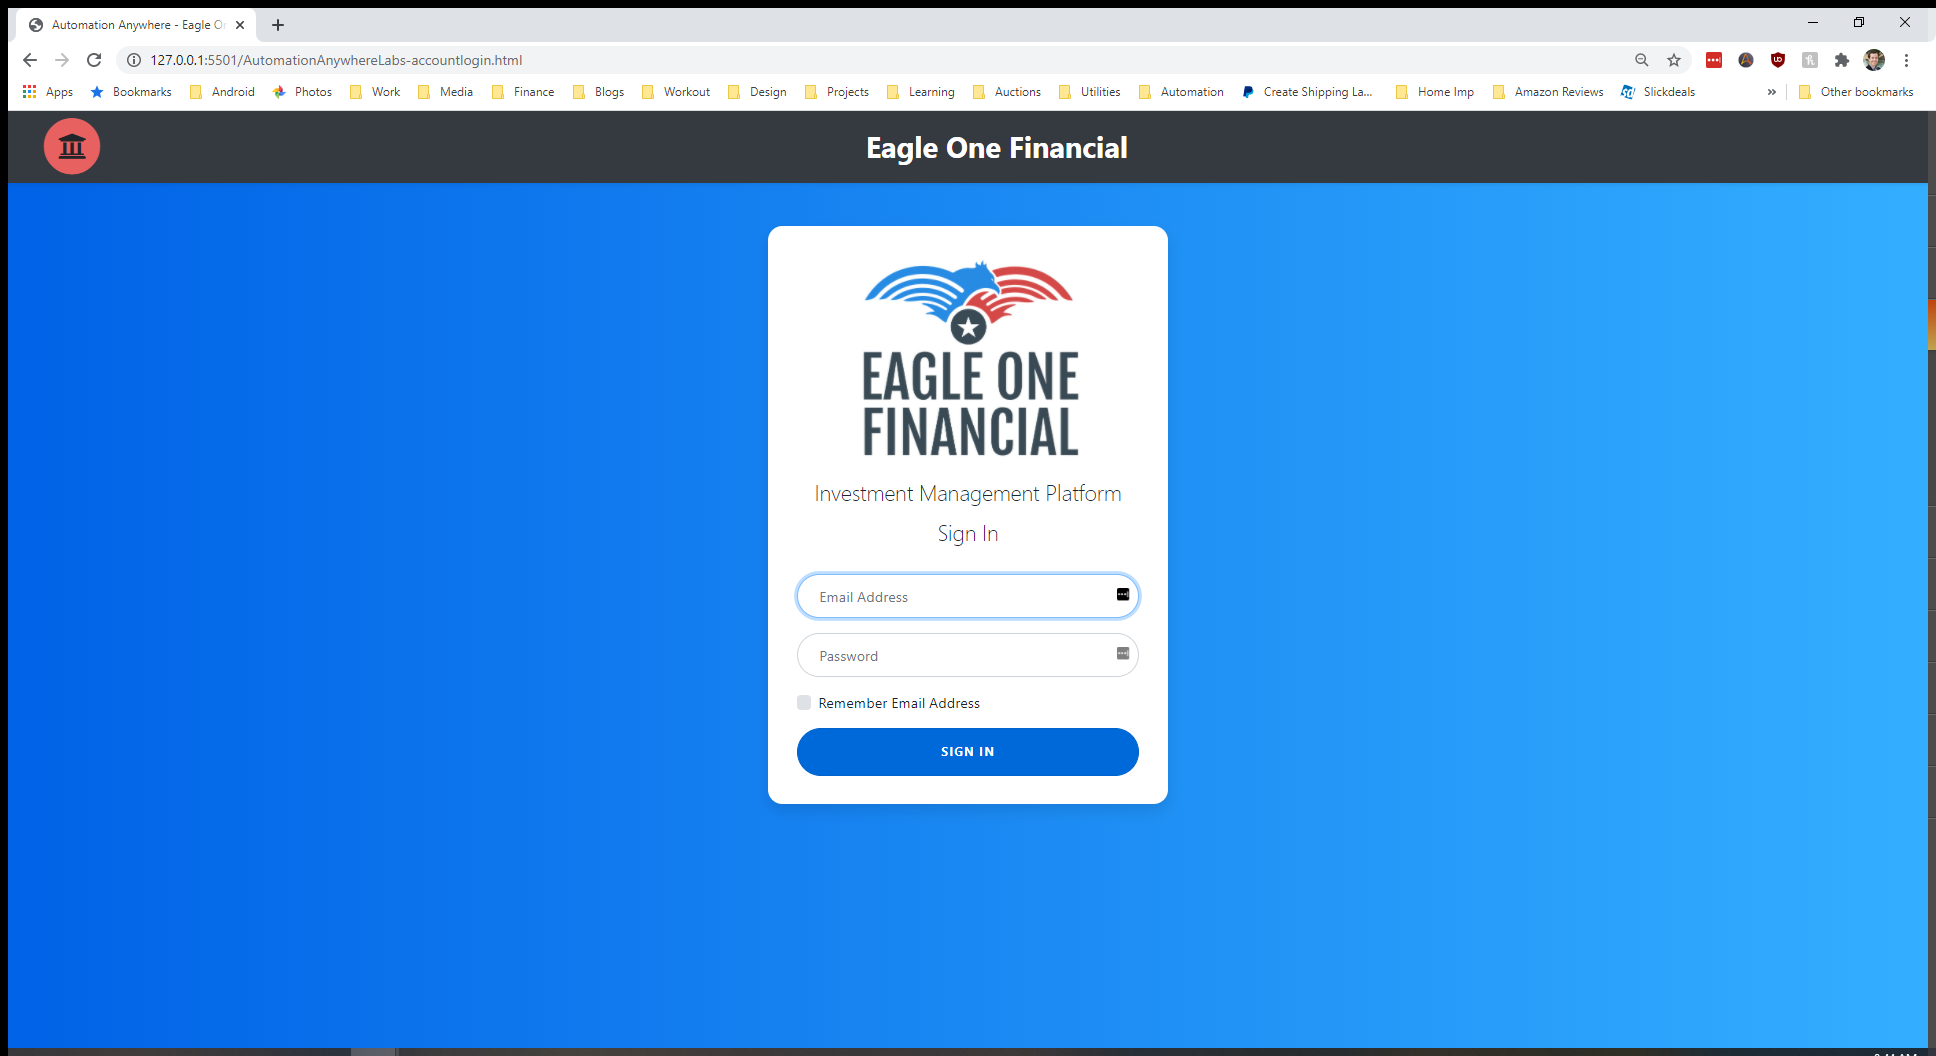 Automation Anywhere - Eagle O
127.0.0.1:5501/AutomationAnywhereLabs-accountlogin.html
Apps Bookmarks Android Photos Work Media Finance Blogs Workout Design Projects Learning Auctions Utilities Automation Create Shipping La... Home Imp Amazon Reviews Slickdeals » Other bookmarks
Eagle One Financial
EAGLE ONE
FINANCIAL
Investment Management Platform
Sign In
Email Address
Password
Remember Email Address
SIGN IN